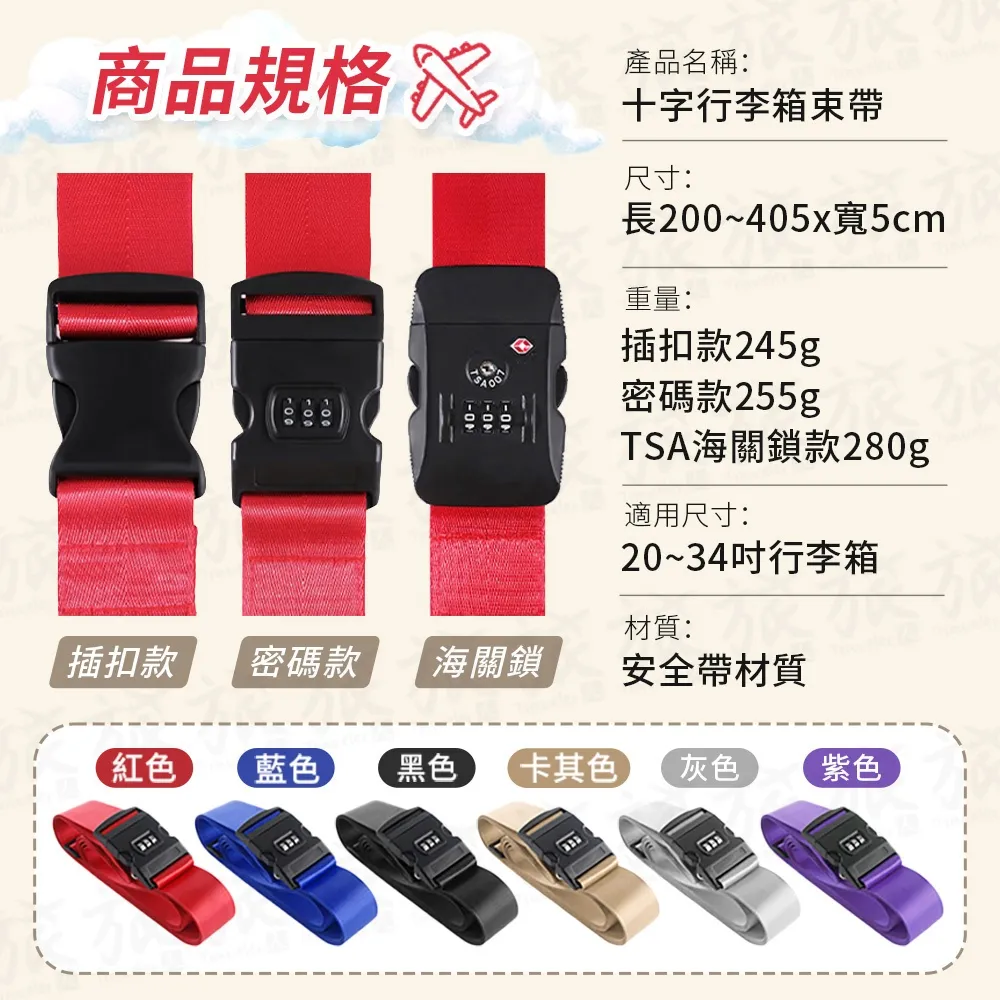 商品規格
產品名稱：
十字行李箱束帶
尺寸：
長200~405x寬5cm
重量：
插扣款245g
密碼款255g
TSA海關鎖款280g
適用尺寸：
20~34吋行李箱
材質：
安全帶材質
TSA007
插扣款
密碼款
海關鎖
紅色
藍色
黑色
卡其色
灰色
紫色